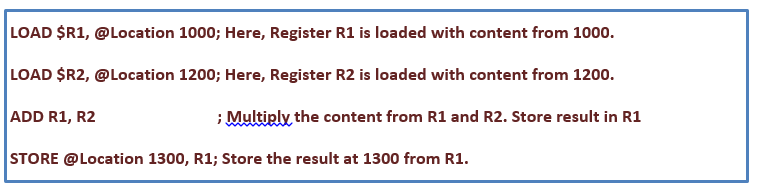 LOAD $R1, @Location 1000; Here, Register R1 is loaded with content from 1000.
LOAD $R2, @Location 1200; Here, Register R2 is loaded with content from 1200.
ADD R1, R2 ; Multiply the content from R1 and R2. Store result in R1
STORE @Location 1300, R1; Store the result at 1300 from R1.